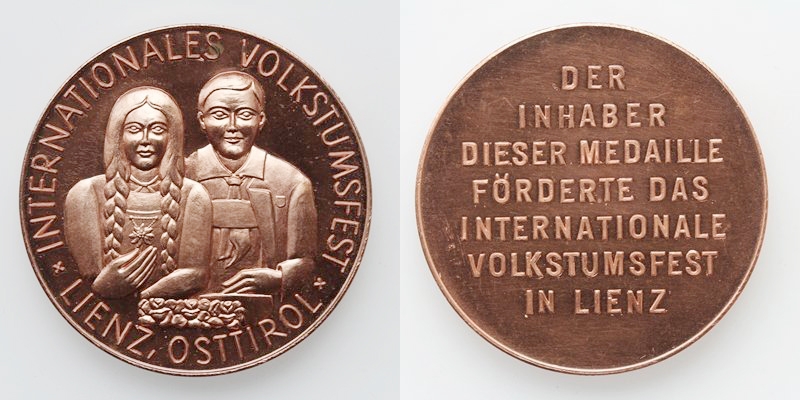 INTERNATIONALES VOLKSTUMSFEST
LIENZ, OSTTIROL
DER
INHABER
DIESER MEDAILLE
FÖRDERTE DAS
INTERNATIONALE
VOLKSTUMSFEST
IN LIENZ